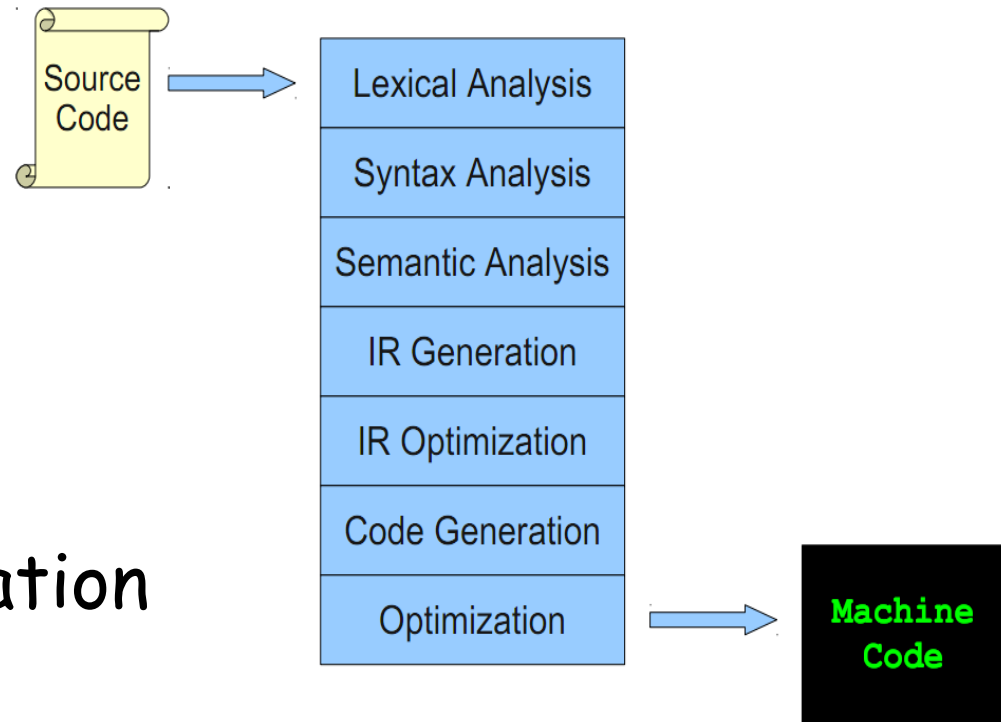 Source
Code
Lexical Analysis
Syntax Analysis
Semantic Analysis
IR Generation
IR Optimization
Code Generation
ation
Optimization
Machine
Code